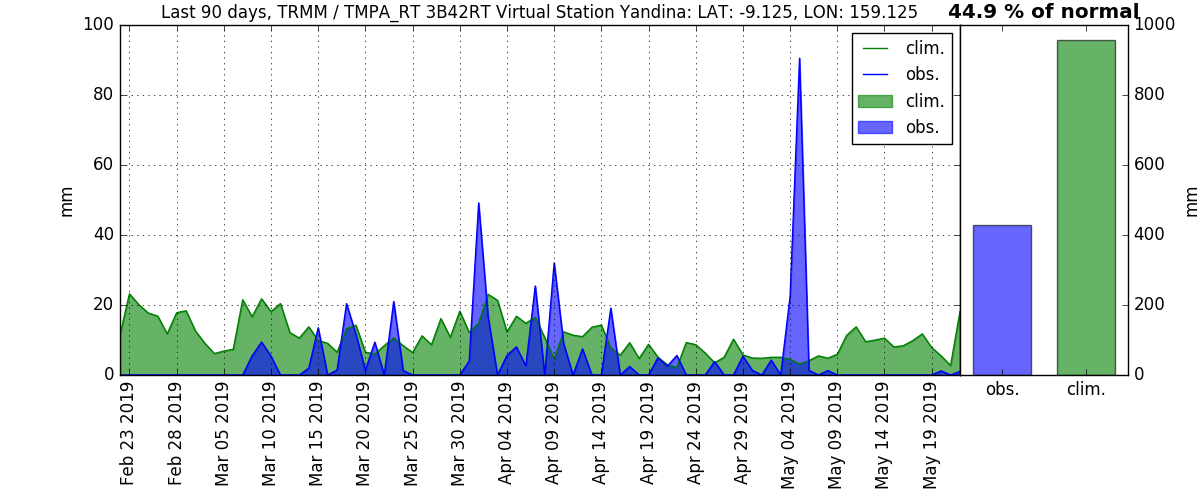 Last 90 days, TRMM / TMPA_RT 3B42RT Virtual Station Yandina: LAT: -9.125, LON: 159.125
44.9 % of normal
100
80
60
40
20
0
mm
clim.
obs.
clim.
obs.
1000
800
600
400
200
0
mm
Feb 23 2019
Feb 28 2019
Mar 05 2019
Mar 10 2019
Mar 15 2019
Mar 20 2019
Mar 25 2019
Mar 30 2019
Apr 04 2019
Apr 09 2019
Apr 14 2019
Apr 19 2019
Apr 24 2019
Apr 29 2019
May 04 2019
May 09 2019
May 14 2019
May 19 2019
obs.
clim.